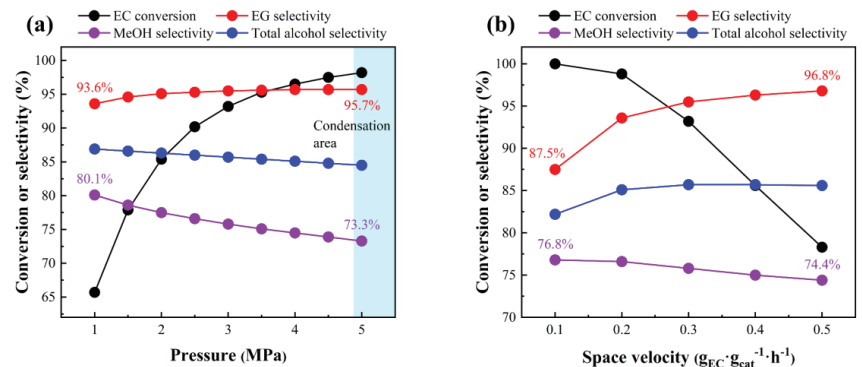 (a)
EC conversion EG selectivity
MeOH selectivity Total alcohol selectivity
Conversion or selectivity (%)
100
95
90
85
80
75
70
65
93.6%
95.7%
Condensation
area
80.1%
73.3%
1 2 3 4 5
Pressure (MPa)
(b)
EC conversion EG selectivity
MeOH selectivity Total alcohol selectivity
Conversion or selectivity (%)
100
95
90
85
80
75
70
96.8%
87.5%
76.8%
74.4%
0.1 0.2 0.3 0.4 0.5
Space velocity (g_EC·g_cat^-1·h^-1)